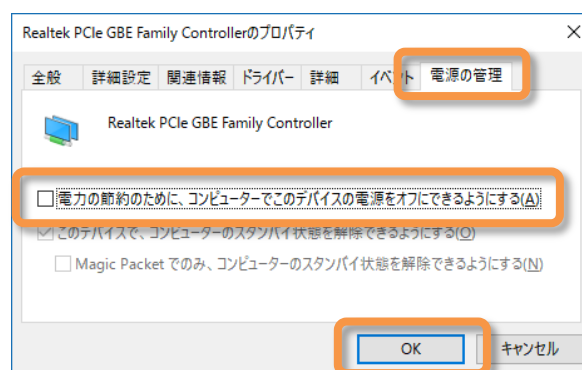 Realtek PCIe GBE Family Controllerのプロパティ
全般 詳細設定 関連情報 ドライバー 詳細 イベント 電源の管理
Realtek PCIe GBE Family Controller
電力の節約のために、コンピューターでこのデバイスの電源をオフにできるようにする(A)
このデバイスで、コンピューターのスタンバイ状態を解除できるようにする(O)
Magic Packet でのみ、コンピューターのスタンバイ状態を解除できるようにする(N)
OK キャンセル